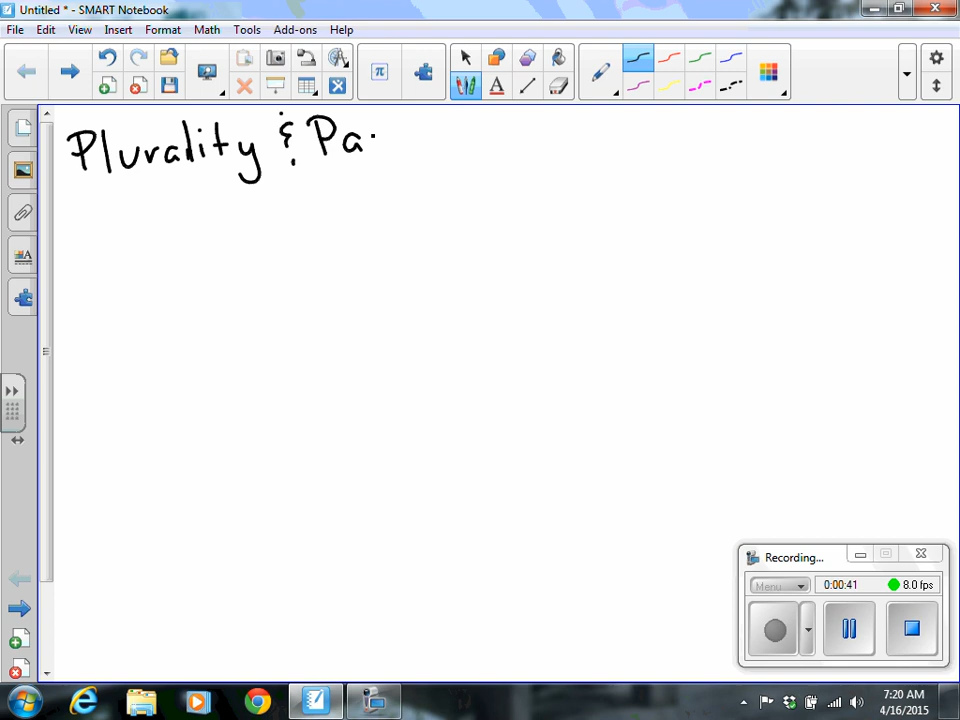 Untitled * - SMART Notebook
File Edit View Insert Format Math Tools Add-ons Help
Plurality & Pa
Recording...
Menu 0:00:41 8.0 fps
7:20 AM
4/16/2015